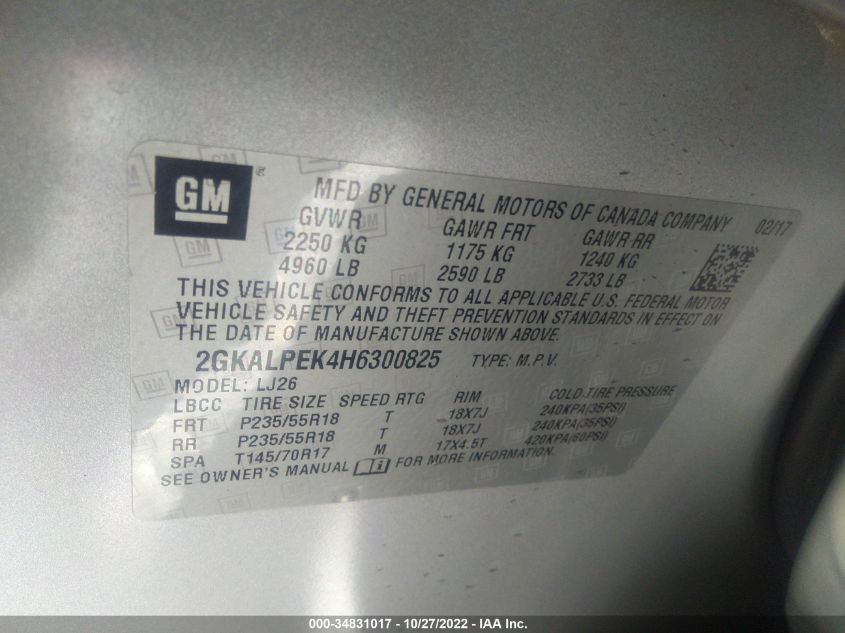 GM ®
MFD BY GENERAL MOTORS OF CANADA COMPANY 02/17
GVWR GAWR FRT GAWR RR
2250 KG 1175 KG 1240 KG
4960 LB 2590 LB 2733 LB
THIS VEHICLE CONFORMS TO ALL APPLICABLE U.S. FEDERAL MOTOR
VEHICLE SAFETY AND THEFT PREVENTION STANDARDS IN EFFECT ON
THE DATE OF MANUFACTURE SHOWN ABOVE.
2GKALPEK4H6300825 TYPE: M.P.V.
MODEL: LJ26
LBCC TIRE SIZE SPEED RTG RIM COLD TIRE PRESSURE
FRT P235/55R18 T 18X7J 240KPA(35PSI)
RR P235/55R18 T 18X7J 240KPA(35PSI)
SPA T145/70R17 M 17X4.5T 420KPA(60PSI)
SEE OWNER'S MANUAL FOR MORE INFORMATION.
000-34831017 - 10/27/2022 - IAA Inc.